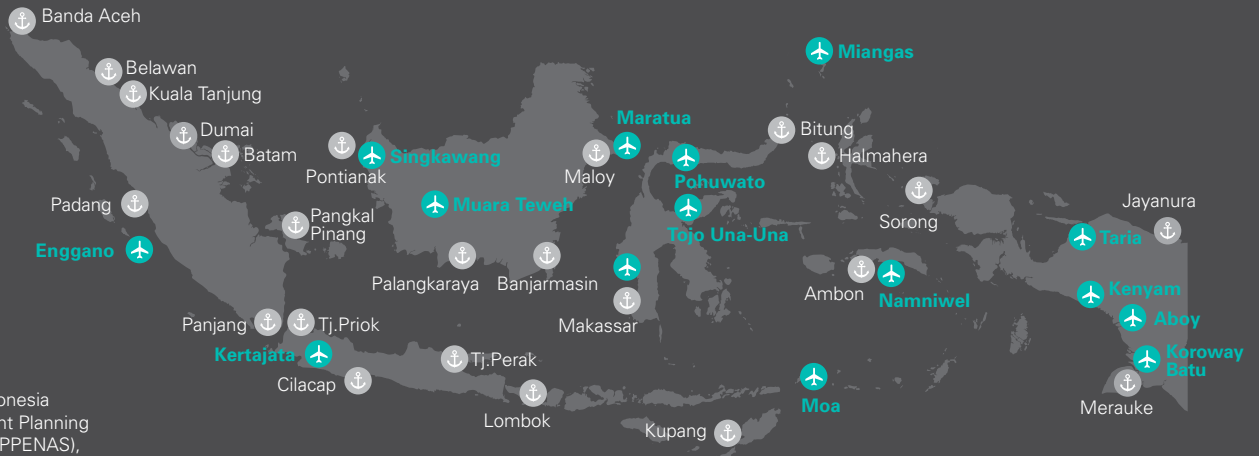 Banda Aceh
Miangas
Belawan
Kuala Tanjung
Maratua
Dumai
Bitung
Batam
Singkawang
Halmahera
Pontianak
Maloy
Pohuwato
Padang
Muara Teweh
Jayanura
Pangkal
Pinang
Sorong
Tojo Una-Una
Taria
Enggano
Palangkaraya
Banjarmasin
Ambon
Namniwel
Kenyam
Aboy
Panjang
Tj.Priok
Makassar
Kertajata
Koroway
Batu
Tj.Perak
Cilacap
Moa
Merauke
Lombok
Kupang
onesia
nt Planning
PPENAS),